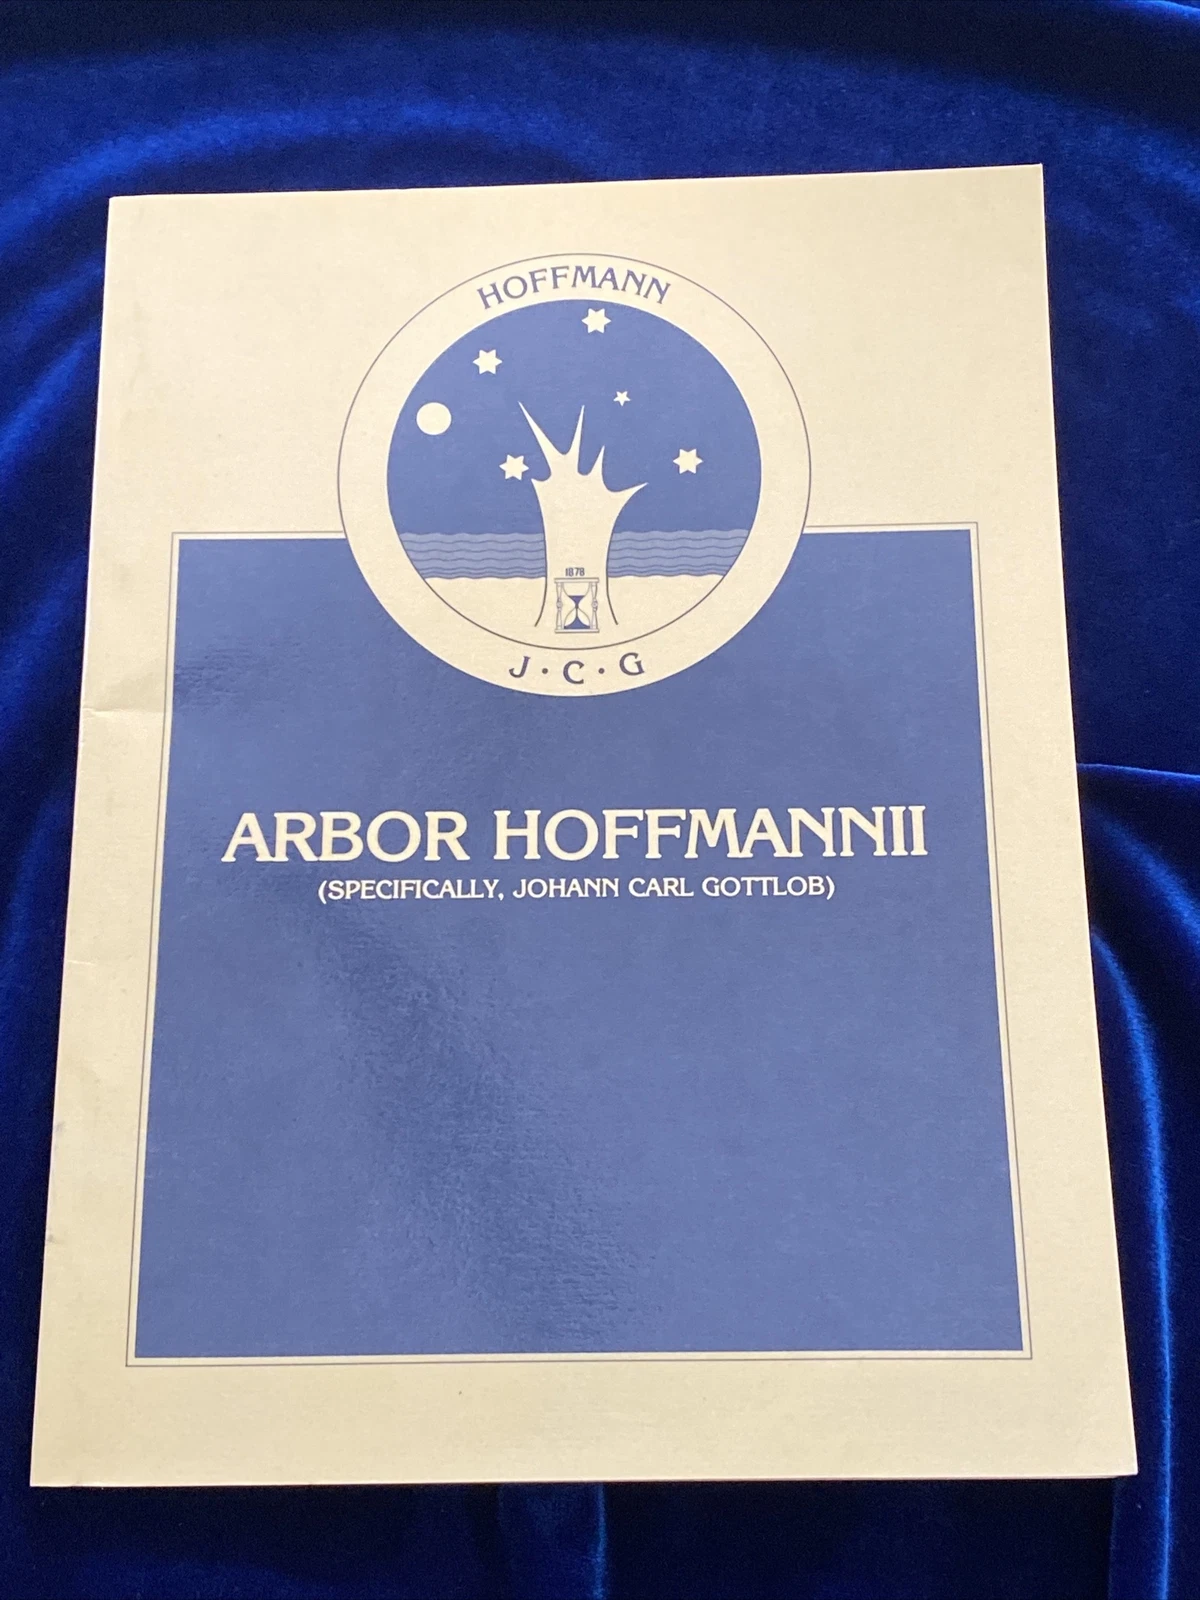 HOFFMANN
1878
J·C·G
ARBOR HOFFMANNII
(SPECIFICALLY, JOHANN CARL GOTTLOB)